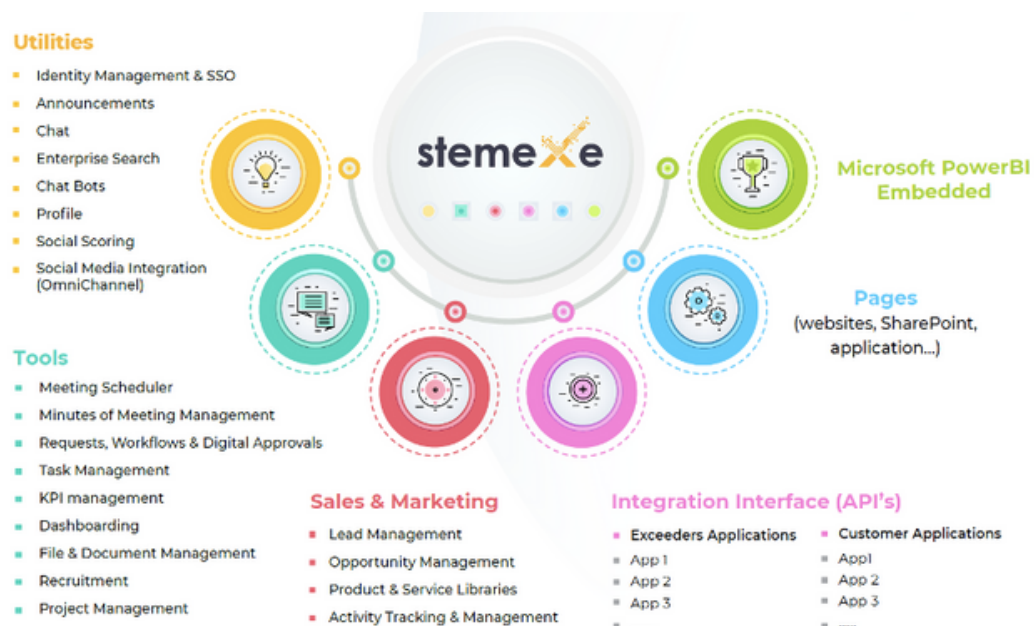 Utilities
Identity Management & SSO
Announcements
Chat
Enterprise Search
Chat Bots
Profile
Social Scoring
Social Media Integration
(OmniChannel)
stemexe
Microsoft PowerBI
Embedded
Pages
(websites, SharePoint,
application...)
Tools
Meeting Scheduler
Minutes of Meeting Management
Requests, Workflows & Digital Approvals
Task Management
KPI management
Dashboarding
File & Document Management
Recruitment
Project Management
Sales & Marketing
Lead Management
Opportunity Management
Product & Service Libraries
Activity Tracking & Management
Integration Interface (API's)
Exceeders Applications
App 1
App 2
App 3
Customer Applications
App1
App 2
App 3